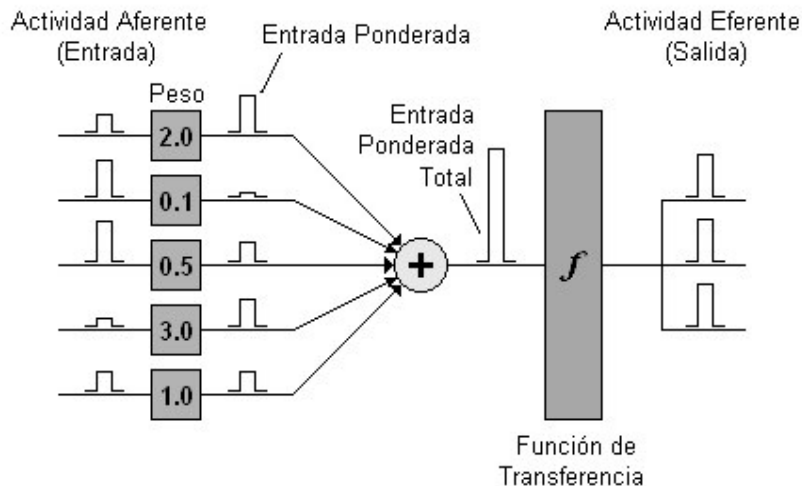 Actividad Aferente
(Entrada)
Entrada Ponderada
Actividad Eferente
(Salida)
Peso
2.0
0.1
0.5
3.0
1.0
+
Entrada
Ponderada
Total
f
Función de
Transferencia